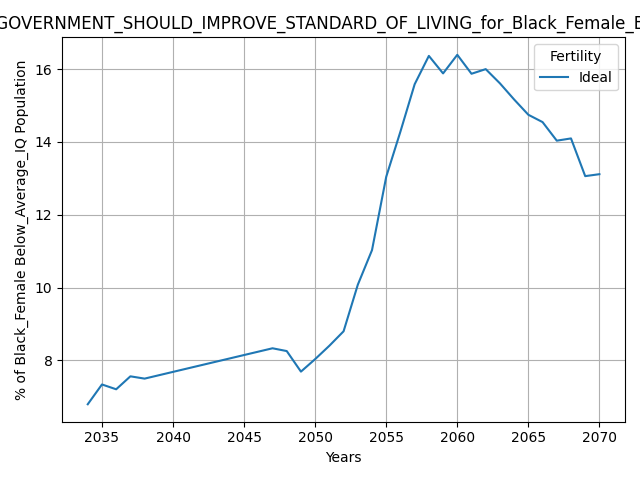 GOVERNMENT_SHOULD_IMPROVE_STANDARD_OF_LIVING_for_Black_Female_
Fertility
Ideal
% of Black_Female Below_Average_IQ Population
16
14
12
10
8
2035 2040 2045 2050 2055 2060 2065 2070
Years